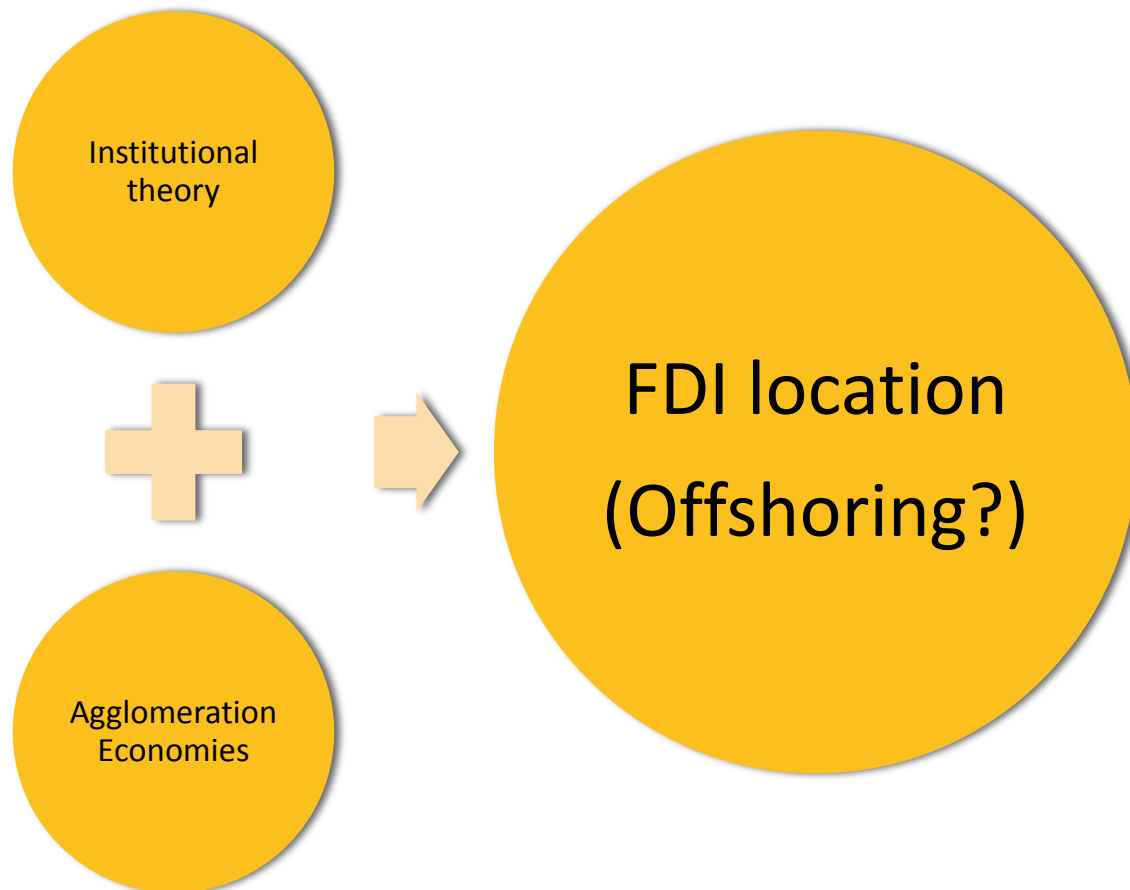 Institutional
theory
Agglomeration
Economies
FDI location
(Offshoring?)